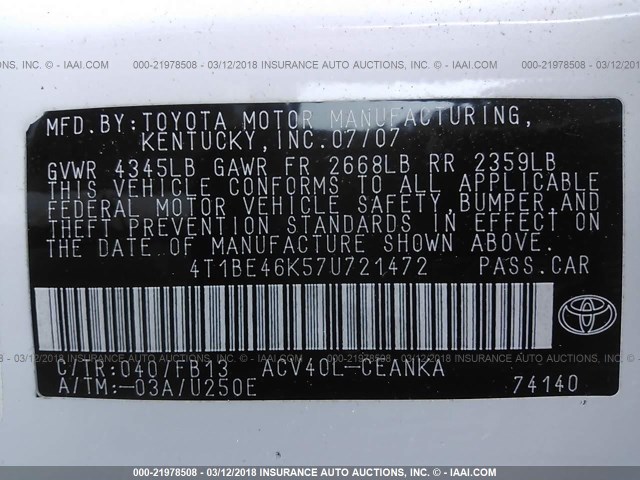 000-21978508 - 03/12/2018 INSURANCE AUTO AUCTIONS, INC. - IAAI.COM
MFD.BY:TOYOTA MOTOR MANUFACTURING,
KENTUCKY,INC.07/07
GVWR 4345LB GAWR FR 2668LB RR 2359LB
THIS VEHICLE CONFORMS TO ALL APPLICABLE
FEDERAL MOTOR VEHICLE SAFETY,BUMPER,AND
THEFT PREVENTION STANDARDS IN EFFECT ON
THE DATE OF MANUFACTURE SHOWN ABOVE.
4T1BE46K57U721472 PASS.CAR
C/TR:040/FB13 ACV40L-CEANKA
A/TM:-03A/U250E 74140
000-21978508 - 03/12/2018 INSURANCE AUTO AUCTIONS, INC. - IAAI.COM